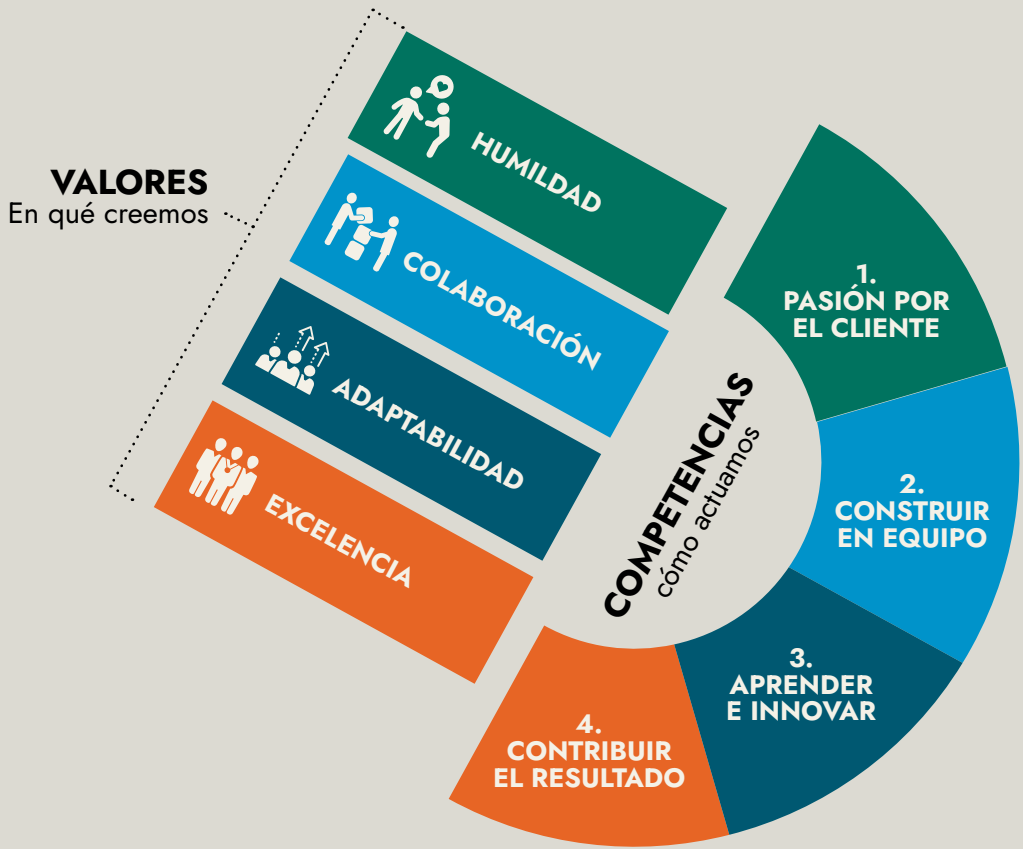 VALORES
En qué creemos
HUMILDAD
COLABORACIÓN
ADAPTABILIDAD
EXCELENCIA
COMPETENCIAS
cómo actuamos
1.
PASIÓN POR
EL CLIENTE
2.
CONSTRUIR
EN EQUIPO
3.
APRENDER
E INNOVAR
4.
CONTRIBUIR
EL RESULTADO